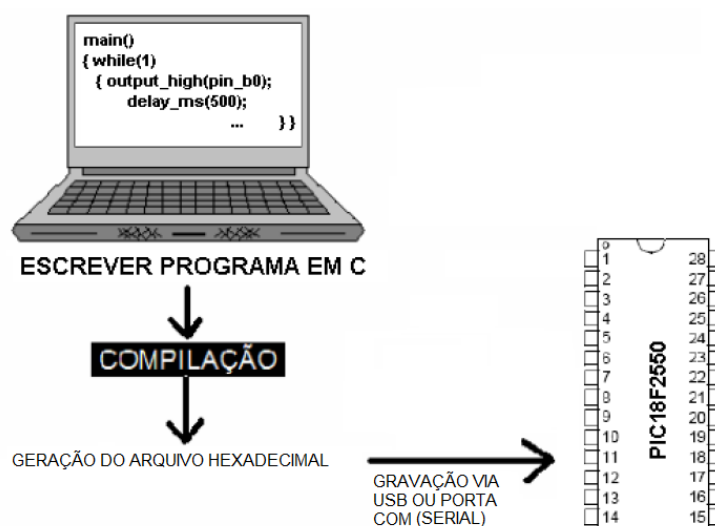 main()
{ while(1)
{ output_high(pin_b0);
delay_ms(500);
... } }
ESCREVER PROGRAMA EM C
COMPILAÇÃO
GERAÇÃO DO ARQUIVO HEXADECIMAL
GRAVAÇÃO VIA
USB OU PORTA
COM (SERIAL)
PIC18F2550
1 28
2 27
3 26
4 25
5 24
6 23
7 22
8 21
9 20
10 19
11 18
12 17
13 16
14 15